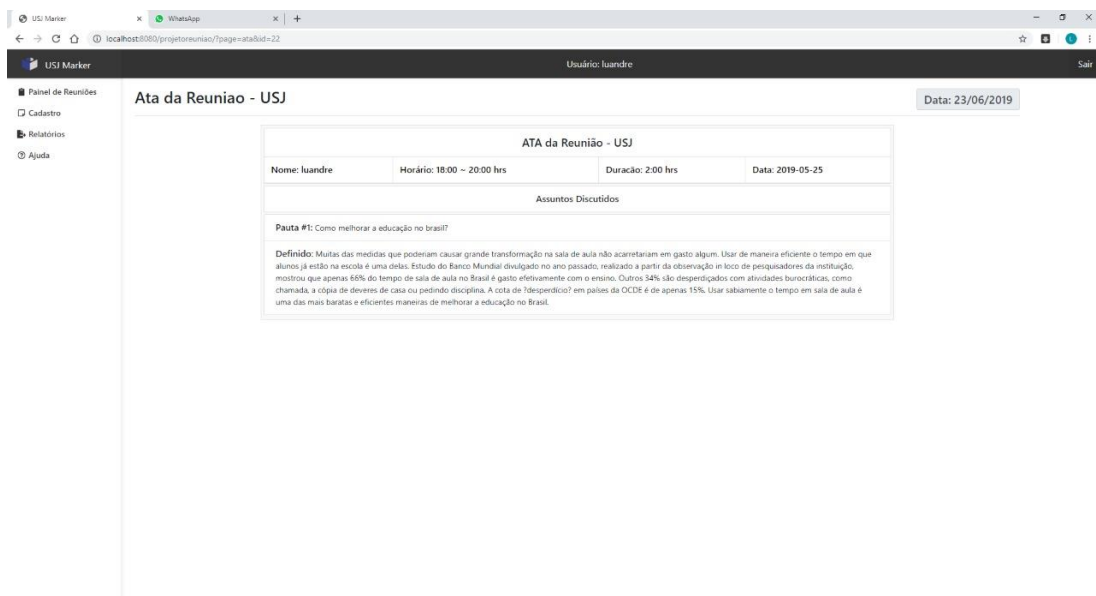 USJ Marker
WhatsApp
localhost:8080/projetoreuniao/?page=ata&id=22
USJ Marker
Usuário: luandre
Sair
Painel de Reuniões
Cadastro
Relatórios
Ajuda
Ata da Reuniao - USJ
Data: 23/06/2019
ATA da Reunião - USJ
Nome: luandre
Horário: 18:00 ~ 20:00 hrs
Duracão: 2:00 hrs
Data: 2019-05-25
Assuntos Discutidos
Pauta #1: Como melhorar a educação no brasil?
Definido: Muitas das medidas que poderiam causar grande transformação na sala de aula não acarretariam em gasto algum. Usar de maneira eficiente o tempo em que
alunos já estão na escola é uma delas. Estudo do Banco Mundial divulgado no ano passado, realizado a partir da observação in loco de pesquisadores da instituição,
mostrou que apenas 66% do tempo de sala de aula no Brasil é gasto efetivamente com o ensino. Outros 34% são desperdiçados com atividades burocráticas, como
chamada, a cópia de deveres de casa ou pedindo disciplina. A cota de ?desperdício? em países da OCDE é de apenas 15%. Usar sabiamente o tempo em sala de aula é
uma das mais baratas e eficientes maneiras de melhorar a educação no Brasil.